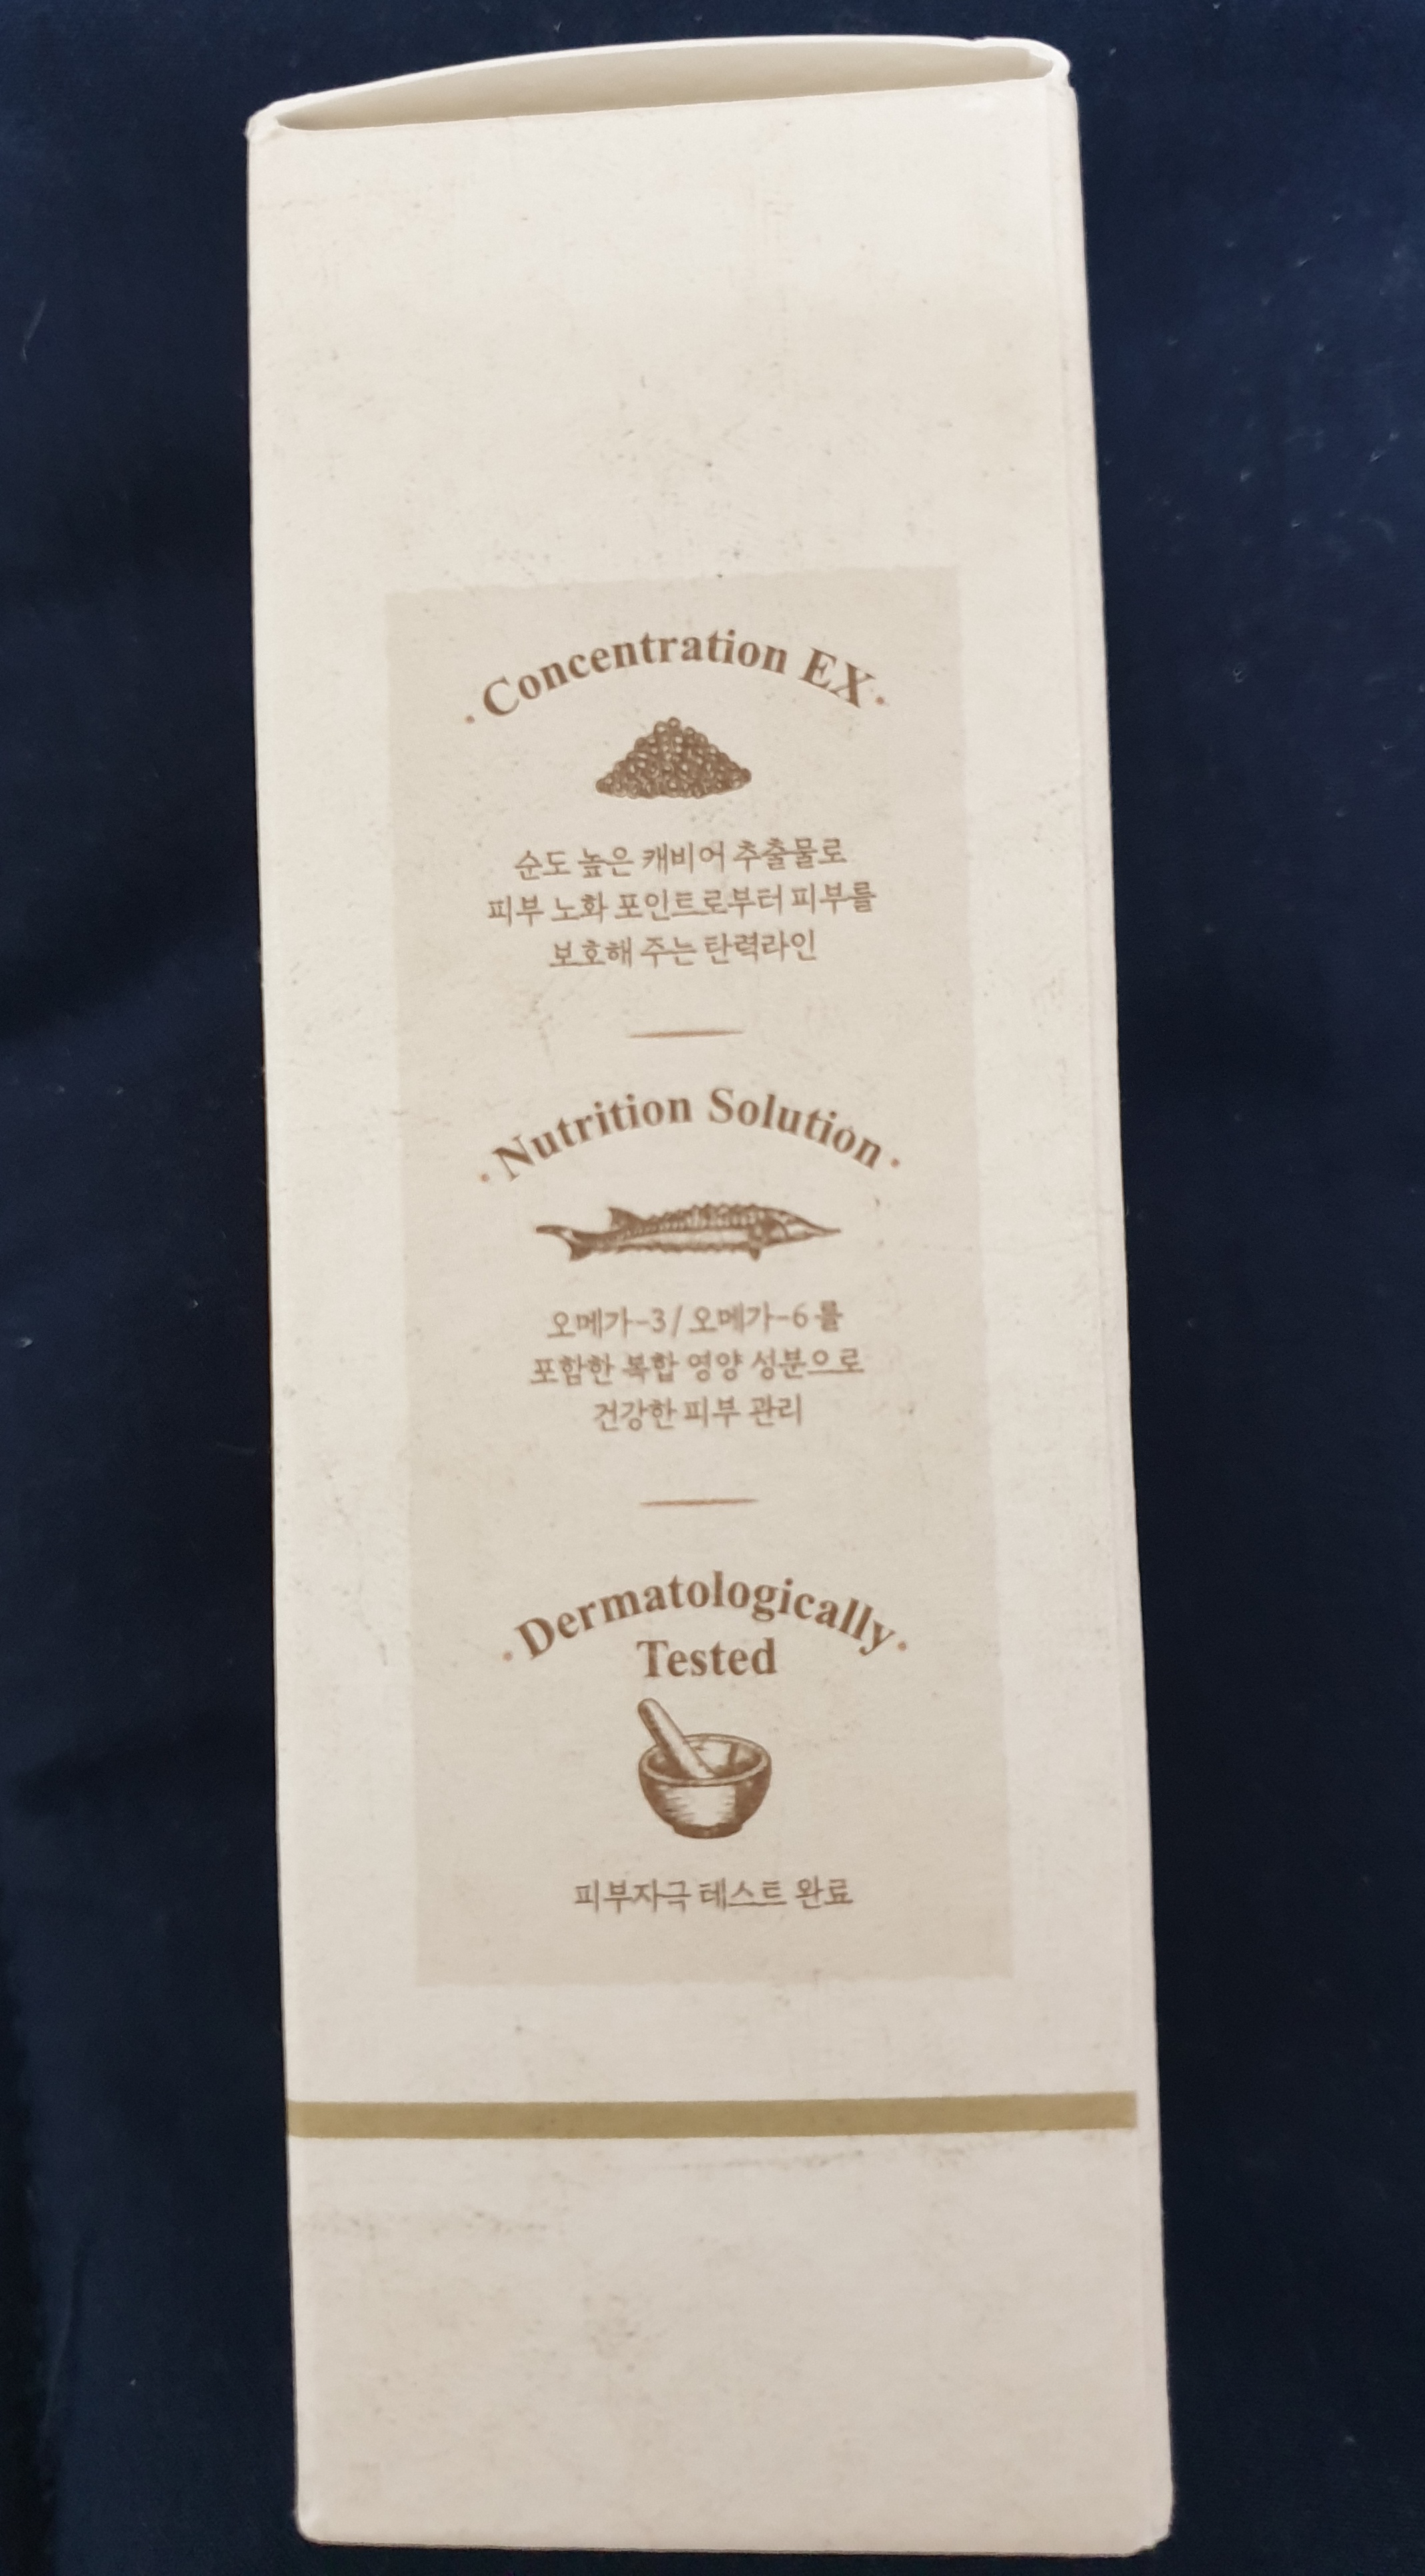 Concentration EX
순도 높은 캐비어 추출물로
피부 노화 포인트로부터 피부를
보호해 주는 탄력라인
Nutrition Solution
오메가-3 / 오메가-6를
포함한 복합 영양 성분으로
건강한 피부 관리
Dermatologically
Tested
피부자극 테스트 완료